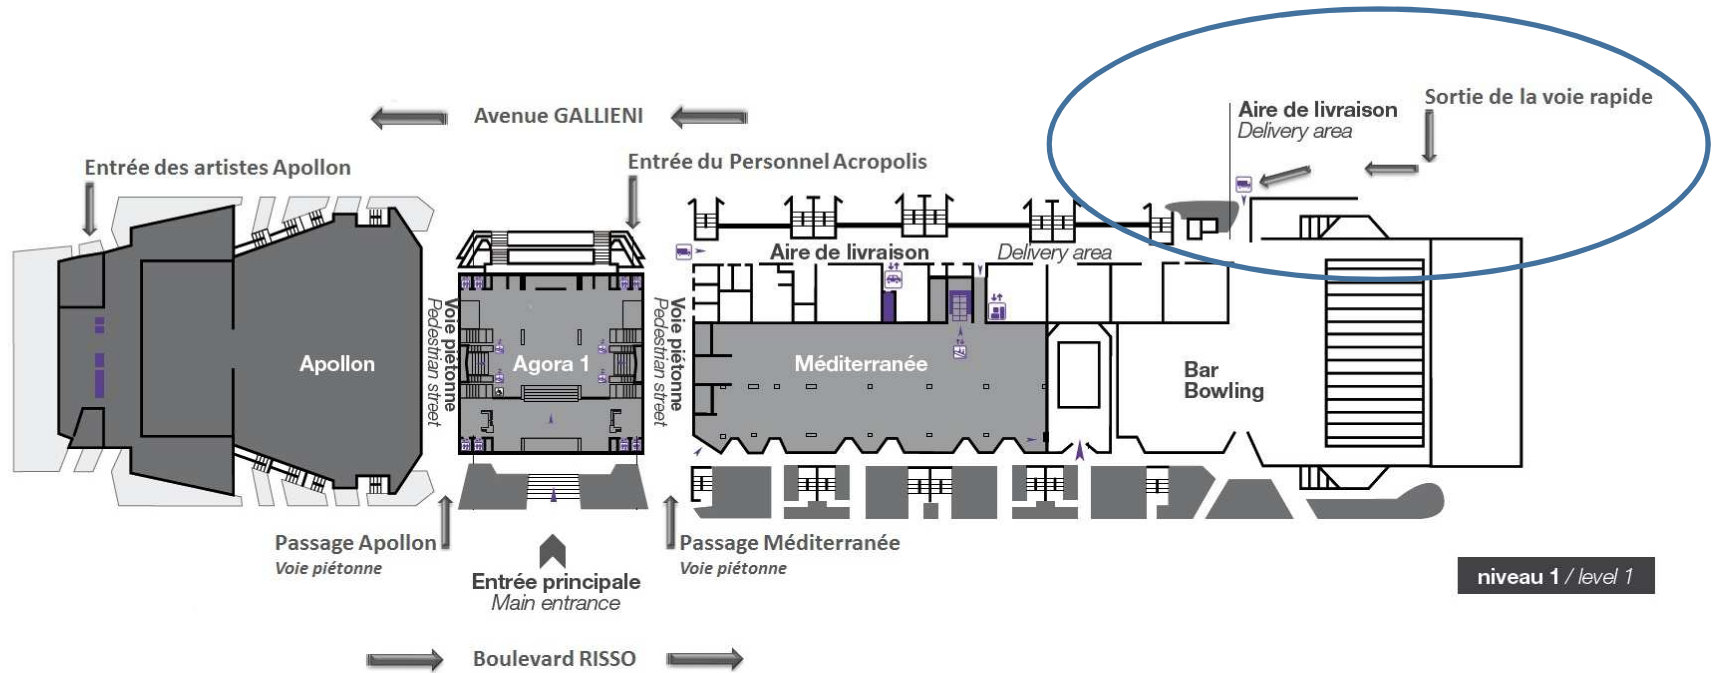 Sortie de la voie rapide
Aire de livraison
Delivery area
Avenue GALLIENI
Entrée des artistes Apollon
Entrée du Personnel Acropolis
Aire de livraison Delivery area
Voie piétonne
Pedestrian street
Voie piétonne
Pedestrian street
Apollon
Agora 1
Méditerranée
Bar
Bowling
Passage Apollon
Voie piétonne
Passage Méditerranée
Voie piétonne
Entrée principale
Main entrance
niveau 1 / level 1
Boulevard RISSO